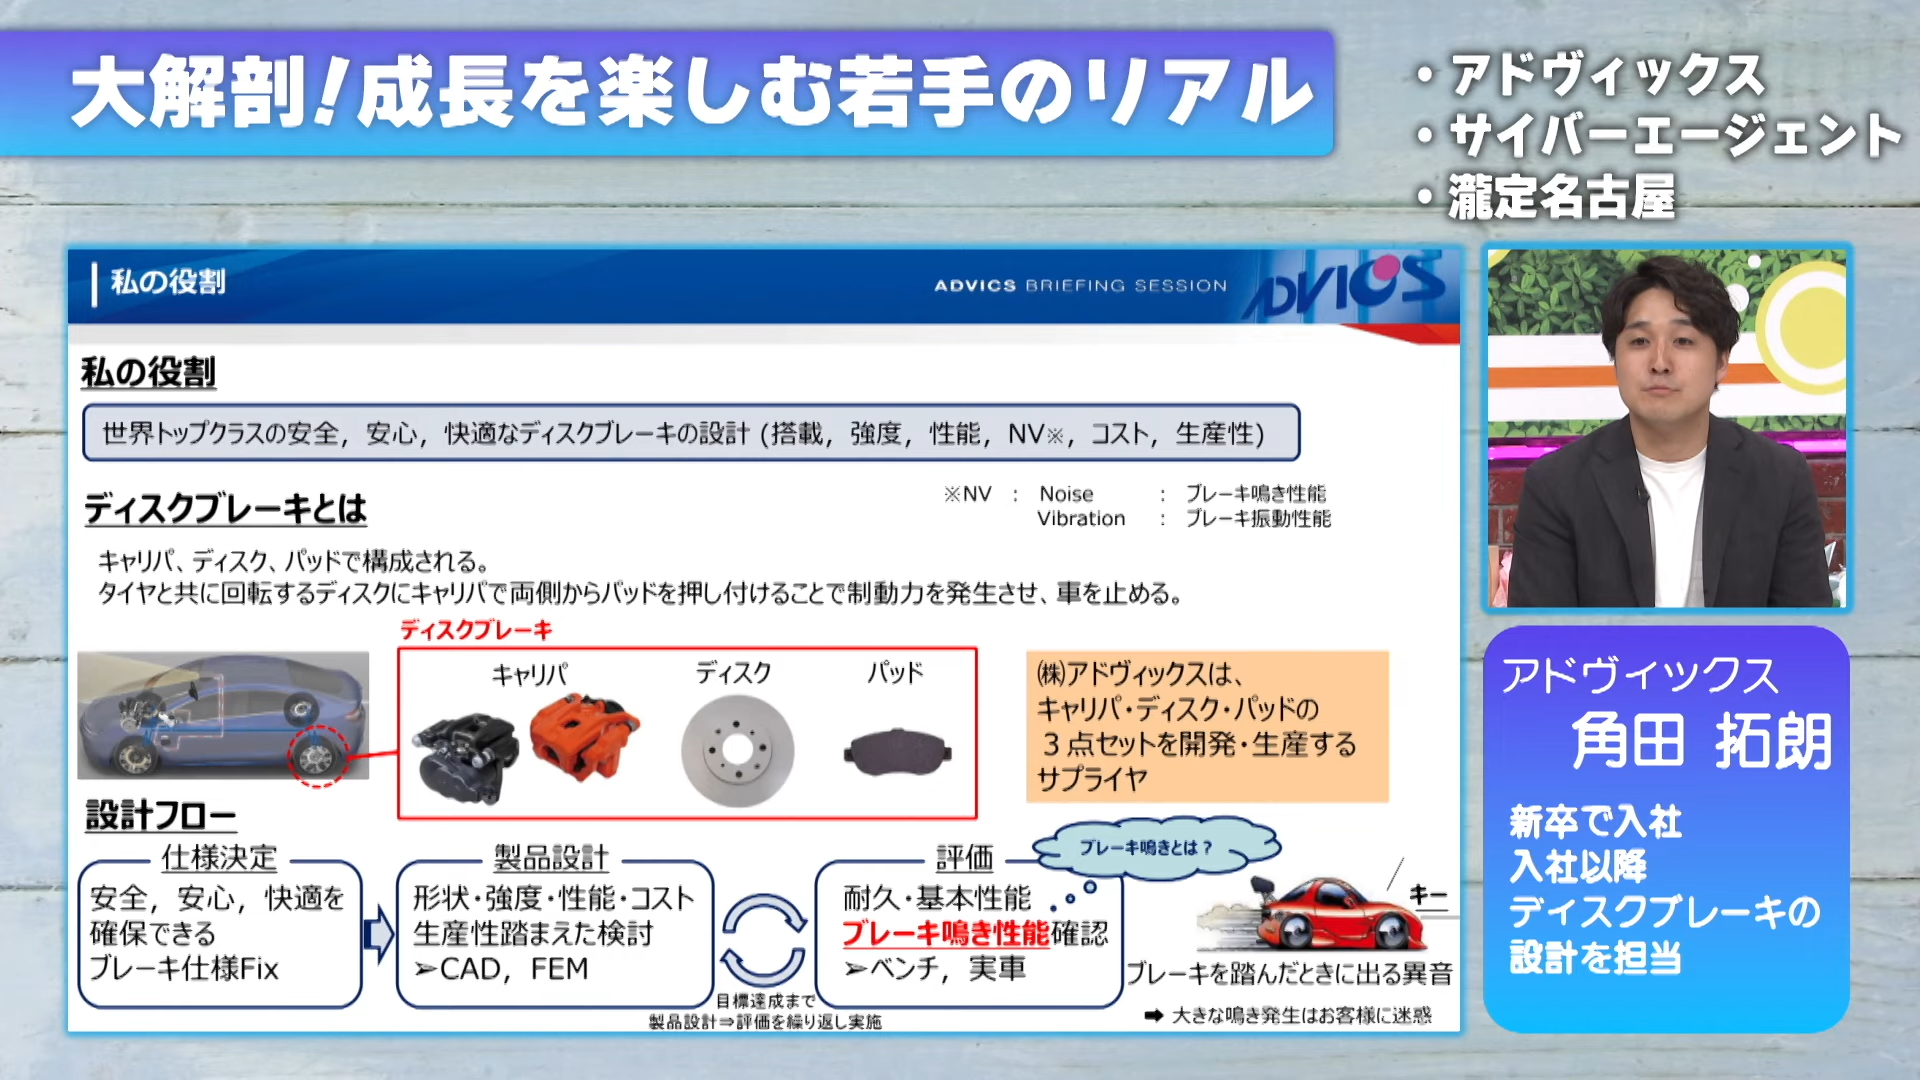 大解剖!成長を楽しむ若手のリアル
・アドヴィックス
・サイバーエージェント
・瀧定名古屋
私の役割
ADVICS BRIEFING SESSION
ADVICS
私の役割
世界トップクラスの安全，安心，快適なディスクブレーキの設計 (搭載，強度，性能，NV※，コスト，生産性)
ディスクブレーキとは
※NV : Noise : ブレーキ鳴き性能
Vibration : ブレーキ振動性能
キャリパ、ディスク、パッドで構成される。
タイヤと共に回転するディスクにキャリパで両側からパッドを押し付けることで制動力を発生させ、車を止める。
ディスクブレーキ
キャリパ
ディスク
パッド
㈱アドヴィックスは、
キャリパ・ディスク・パッドの
３点セットを開発・生産する
サプライヤ
設計フロー
仕様決定
安全，安心，快適を
確保できる
ブレーキ仕様Fix
製品設計
形状・強度・性能・コスト
生産性踏まえた検討
➢CAD，FEM
目標達成まで
製品設計⇒評価を繰り返し実施
評価
耐久・基本性能
ブレーキ鳴き性能確認
➢ベンチ，実車
ブレーキ鳴きとは？
キー
ブレーキを踏んだときに出る異音
➡ 大きな鳴き発生はお客様に迷惑
アドヴィックス
角田 拓朗
新卒で入社
入社以降
ディスクブレーキの
設計を担当